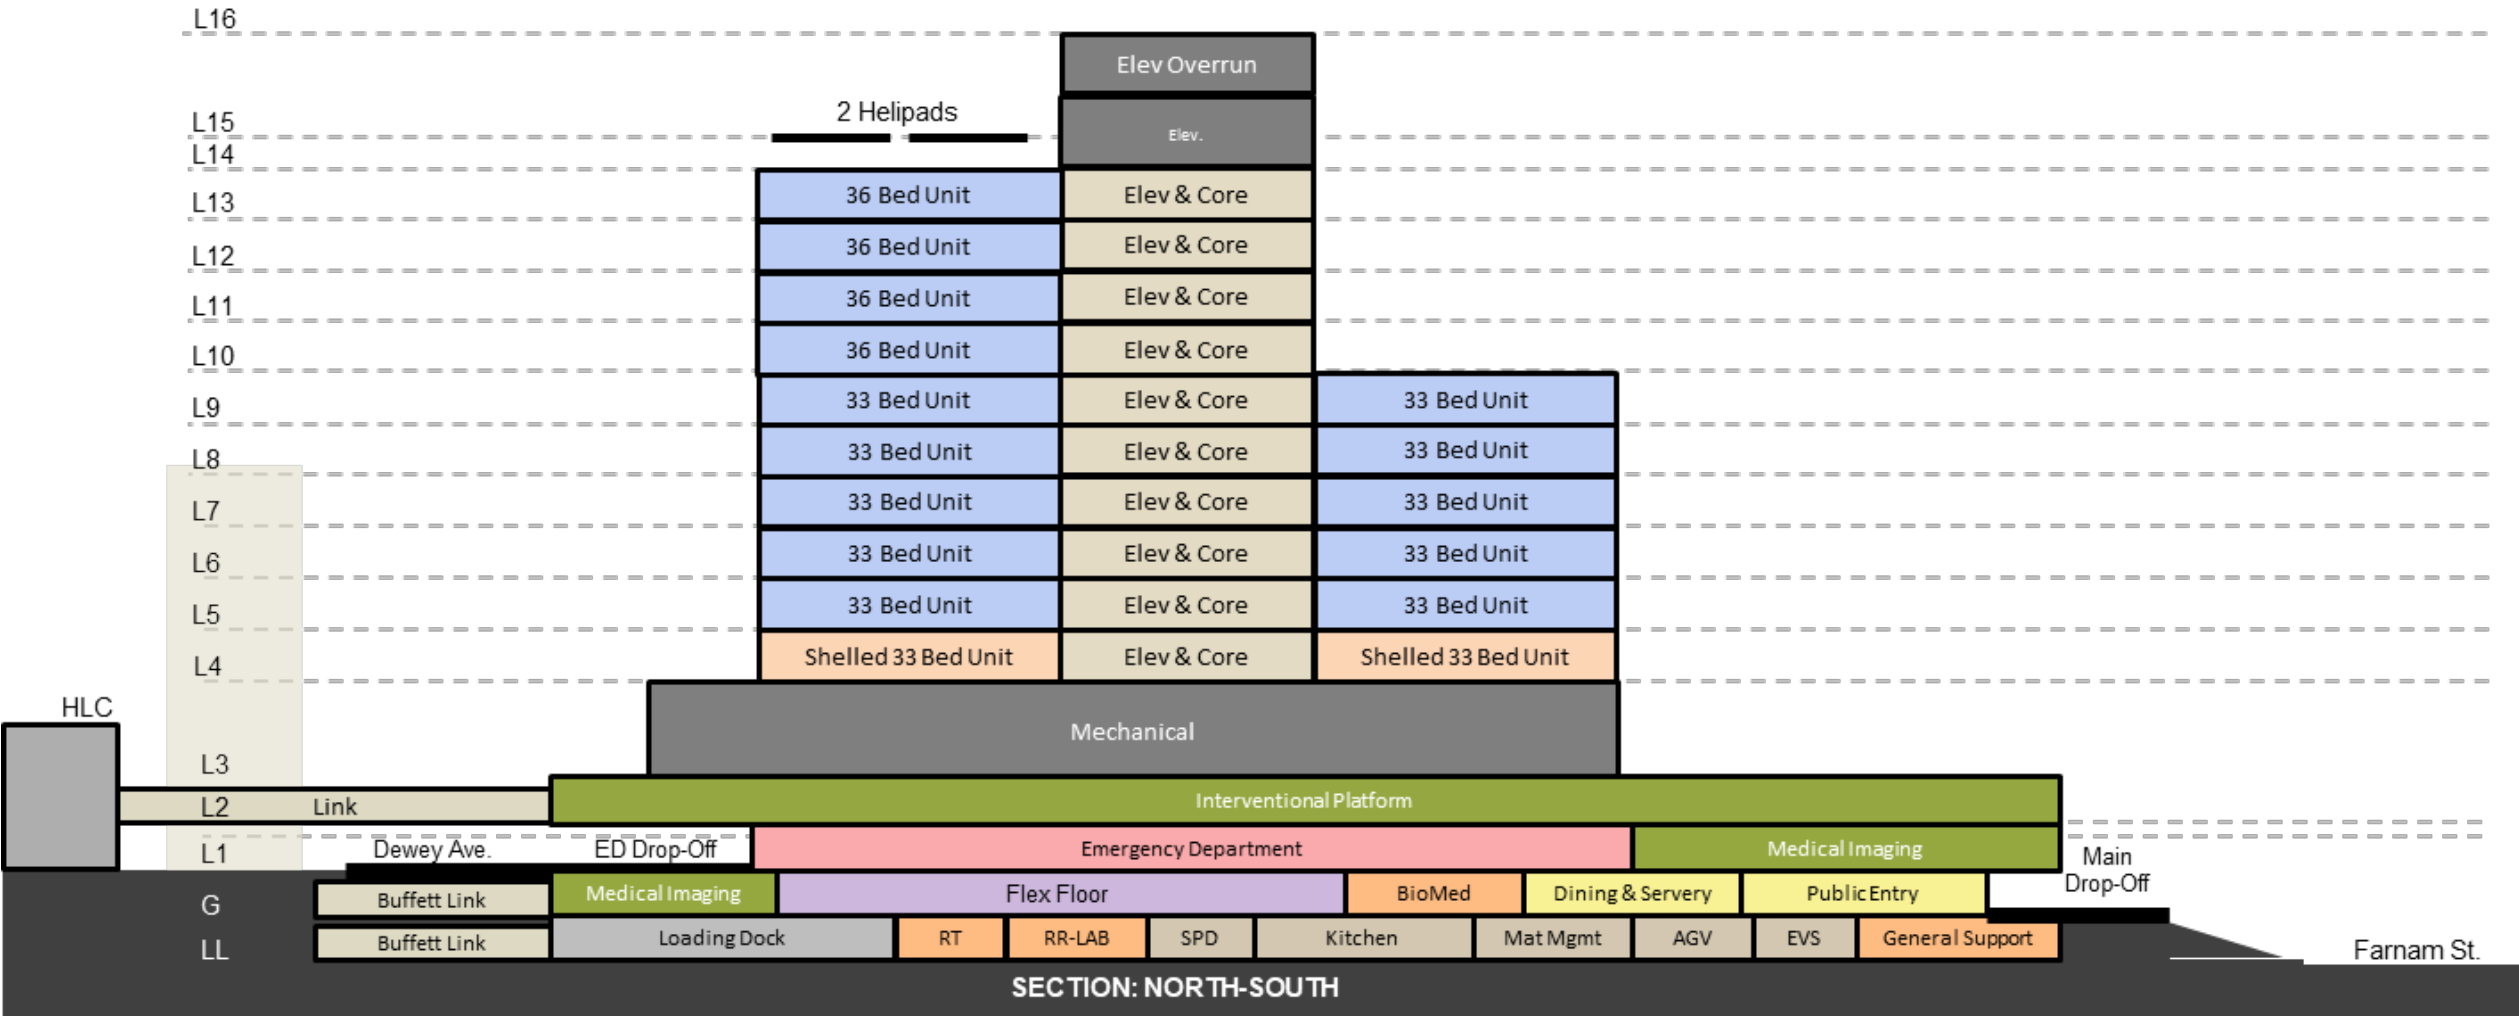 L16
Elev Overrun
2 Helipads
L15
Elev.
L14
L13
36 Bed Unit
Elev & Core
L12
36 Bed Unit
Elev & Core
L11
36 Bed Unit
Elev & Core
L10
36 Bed Unit
Elev & Core
L9
33 Bed Unit
Elev & Core
33 Bed Unit
L8
33 Bed Unit
Elev & Core
33 Bed Unit
L7
33 Bed Unit
Elev & Core
33 Bed Unit
L6
33 Bed Unit
Elev & Core
33 Bed Unit
L5
33 Bed Unit
Elev & Core
33 Bed Unit
L4
Shelled 33 Bed Unit
Elev & Core
Shelled 33 Bed Unit
HLC
Mechanical
L3
L2
Link
Interventional Platform
L1
Dewey Ave.
ED Drop-Off
Emergency Department
Medical Imaging
Main
Drop-Off
G
Buffett Link
Medical Imaging
Flex Floor
BioMed
Dining & Servery
Public Entry
LL
Buffett Link
Loading Dock
RT
RR-LAB
SPD
Kitchen
Mat Mgmt
AGV
EVS
General Support
Farnam St.
SECTION: NORTH-SOUTH